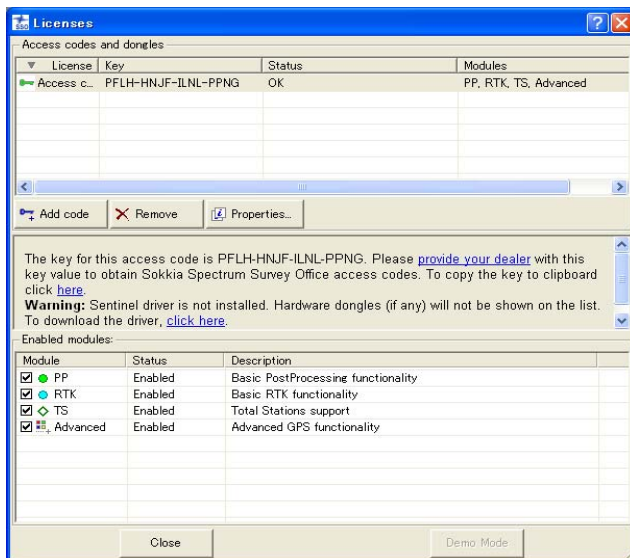 SSO Licenses
Access codes and dongles
License Key Status Modules
Access c... PFLH-HNJF-ILNL-PPNG OK PP, RTK, TS, Advanced
Add code Remove Properties...
The key for this access code is PFLH-HNJF-ILNL-PPNG. Please provide your dealer with this
key value to obtain Sokkia Spectrum Survey Office access codes. To copy the key to clipboard
click here.
Warning: Sentinel driver is not installed. Hardware dongles (if any) will not be shown on the list.
To download the driver, click here.
Enabled modules:
Module Status Description
PP Enabled Basic PostProcessing functionality
RTK Enabled Basic RTK functionality
TS Enabled Total Stations support
Advanced Enabled Advanced GPS functionality
Close Demo Mode